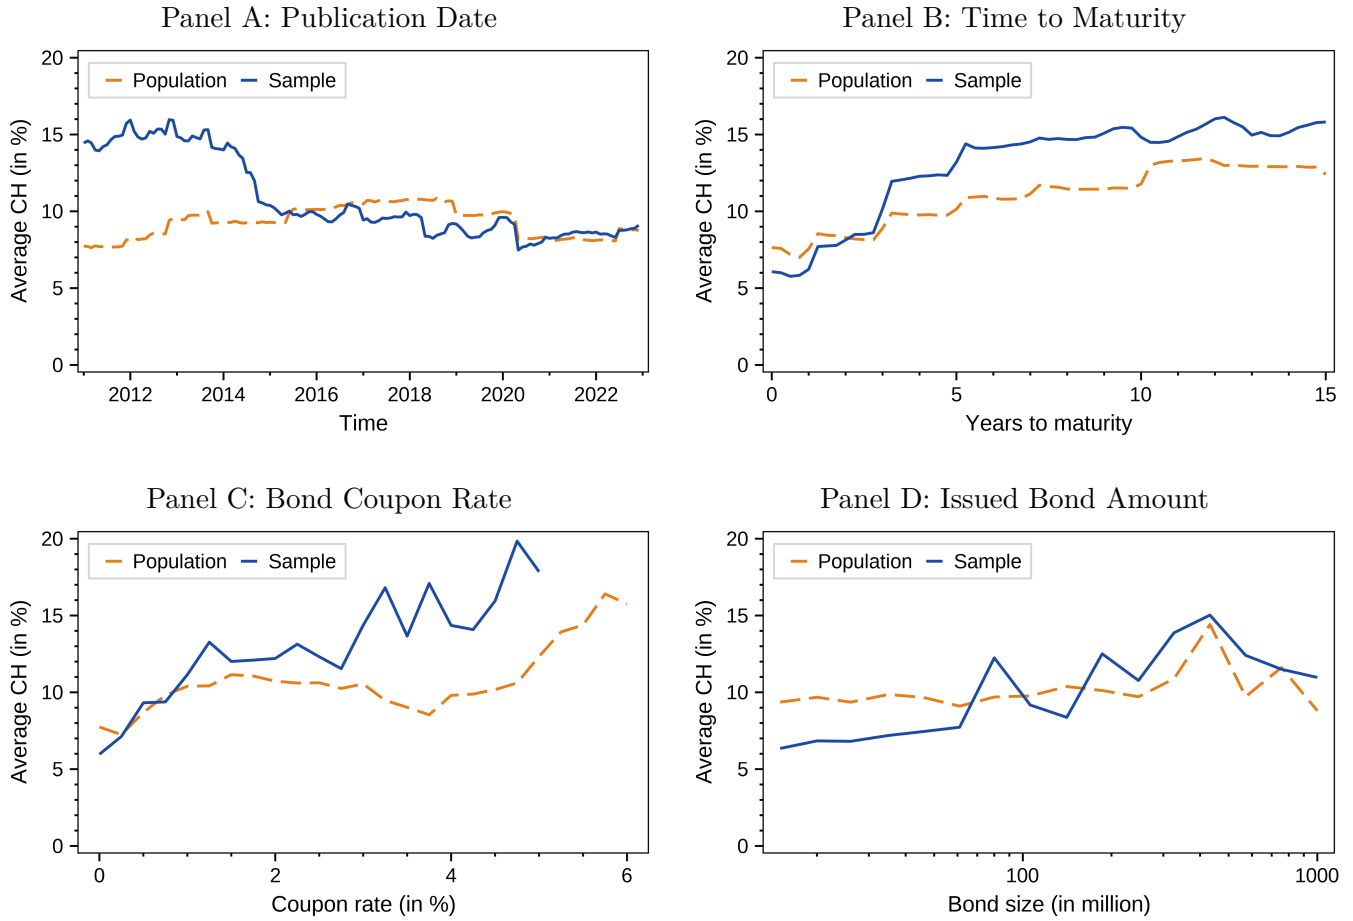 Panel A: Publication Date
20
15
10
5
0
Average CH (in %)
Population Sample
2012 2014 2016 2018 2020 2022
Time
Panel B: Time to Maturity
20
15
10
5
0
Average CH (in %)
Population Sample
0 5 10 15
Years to maturity
Panel C: Bond Coupon Rate
20
15
10
5
0
Average CH (in %)
Population Sample
0 2 4 6
Coupon rate (in %)
Panel D: Issued Bond Amount
20
15
10
5
0
Average CH (in %)
Population Sample
100 1000
Bond size (in million)